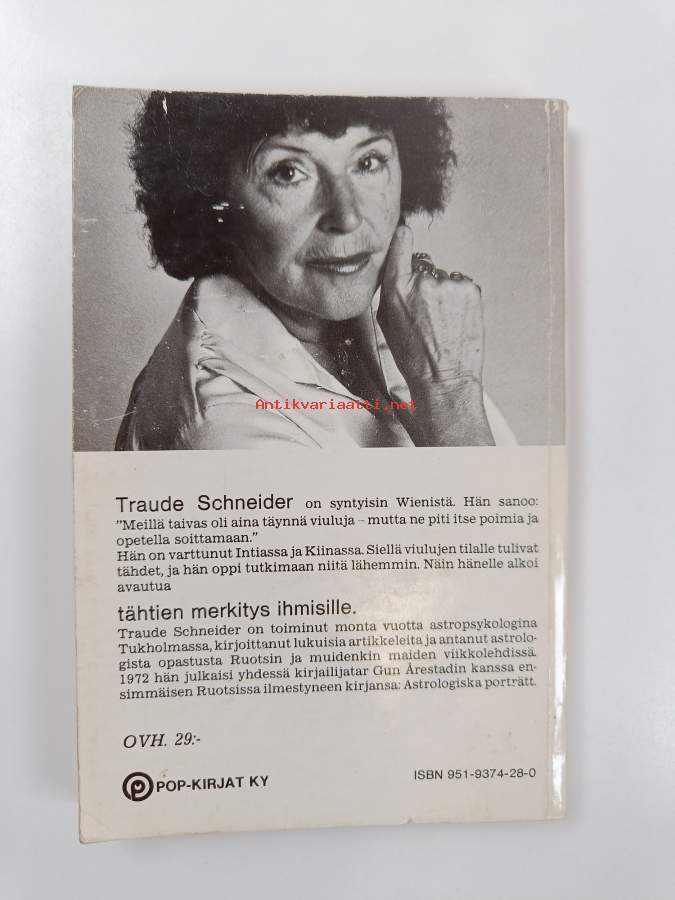 Antikvariaatti.net
Traude Schneider on syntyisin Wienistä. Hän sanoo:
"Meillä taivas oli aina täynnä viuluja – mutta ne piti itse poimia ja
opetella soittamaan."
Hän on varttunut Intiassa ja Kiinassa. Siellä viulujen tilalle tulivat
tähdet, ja hän oppi tutkimaan niitä lähemmin. Näin hänelle alkoi
avautua
tähtien merkitys ihmisille.
Traude Schneider on toiminut monta vuotta astropsykologina
Tukholmassa, kirjoittanut lukuisia artikkeleita ja antanut astrolo-
gista opastusta Ruotsin ja muidenkin maiden viikkolehdissä.
1972 hän julkaisi yhdessä kirjailijatar Gun Årestadin kanssa en-
simmäisen Ruotsissa ilmestyneen kirjansa: Astrologiska porträtt.
OVH. 29:-
POP-KIRJAT KY
ISBN 951-9374-28-0